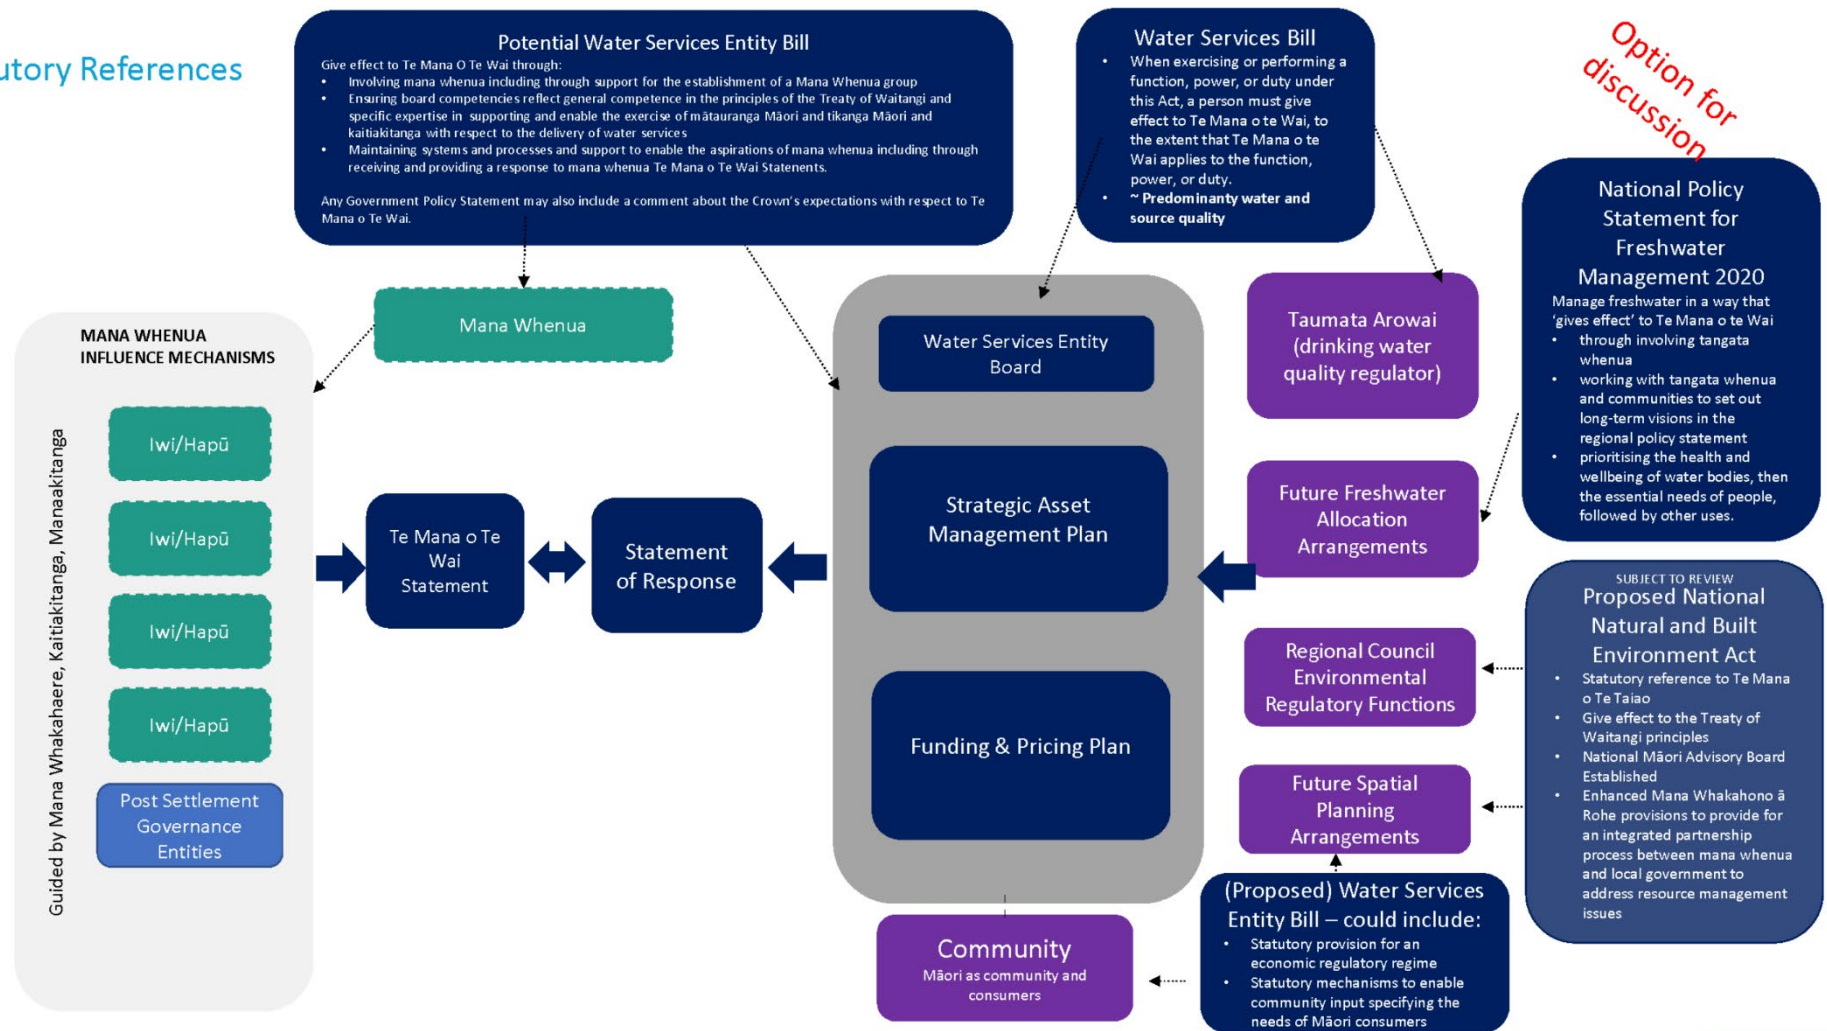 utory References
Potential Water Services Entity Bill
Give effect to Te Mana O Te Wai through:
• Involving mana whenua including through support for the establishment of a Mana Whenua group
• Ensuring board competencies reflect general competence in the principles of the Treaty of Waitangi and
specific expertise in supporting and enable the exercise of mātauranga Māori and tikanga Māori and
kaitiakitanga with respect to the delivery of water services
• Maintaining systems and processes and support to enable the aspirations of mana whenua including through
receiving and providing a response to mana whenua Te Mana o Te Wai Statenents.
Any Government Policy Statement may also include a comment about the Crown's expectations with respect to Te
Mana o Te Wai.
Water Services Bill
• When exercising or performing a
function, power, or duty under
this Act, a person must give
effect to Te Mana o te Wai, to
the extent that Te Mana o te
Wai applies to the function,
power, or duty.
• ~ Predominanty water and
source quality
Option for
discussion
National Policy
Statement for
Freshwater
Management 2020
Manage freshwater in a way that
'gives effect' to Te Mana o te Wai
• through involving tangata
whenua
• working with tangata whenua
and communities to set out
long-term visions in the
regional policy statement
• prioritising the health and
wellbeing of water bodies, then
the essential needs of people,
followed by other uses.
MANA WHENUA
INFLUENCE MECHANISMS
Guided by Mana Whakahaere, Kaitiakitanga, Manaakitanga
Iwi/Hapū
Iwi/Hapū
Iwi/Hapū
Iwi/Hapū
Post Settlement
Governance
Entities
Mana Whenua
Te Mana o Te
Wai
Statement
Statement
of Response
Water Services Entity
Board
Strategic Asset
Management Plan
Funding & Pricing Plan
Taumata Arowai
(drinking water
quality regulator)
Future Freshwater
Allocation
Arrangements
Regional Council
Environmental
Regulatory Functions
Future Spatial
Planning
Arrangements
SUBJECT TO REVIEW
Proposed National
Natural and Built
Environment Act
• Statutory reference to Te Mana
o Te Taiao
• Give effect to the Treaty of
Waitangi principles
• National Māori Advisory Board
Established
• Enhanced Mana Whakahono ā
Rohe provisions to provide for
an integrated partnership
process between mana whenua
and local government to
address resource management
issues
Community
Māori as community and
consumers
(Proposed) Water Services
Entity Bill – could include:
• Statutory provision for an
economic regulatory regime
• Statutory mechanisms to enable
community input specifying the
needs of Māori consumers